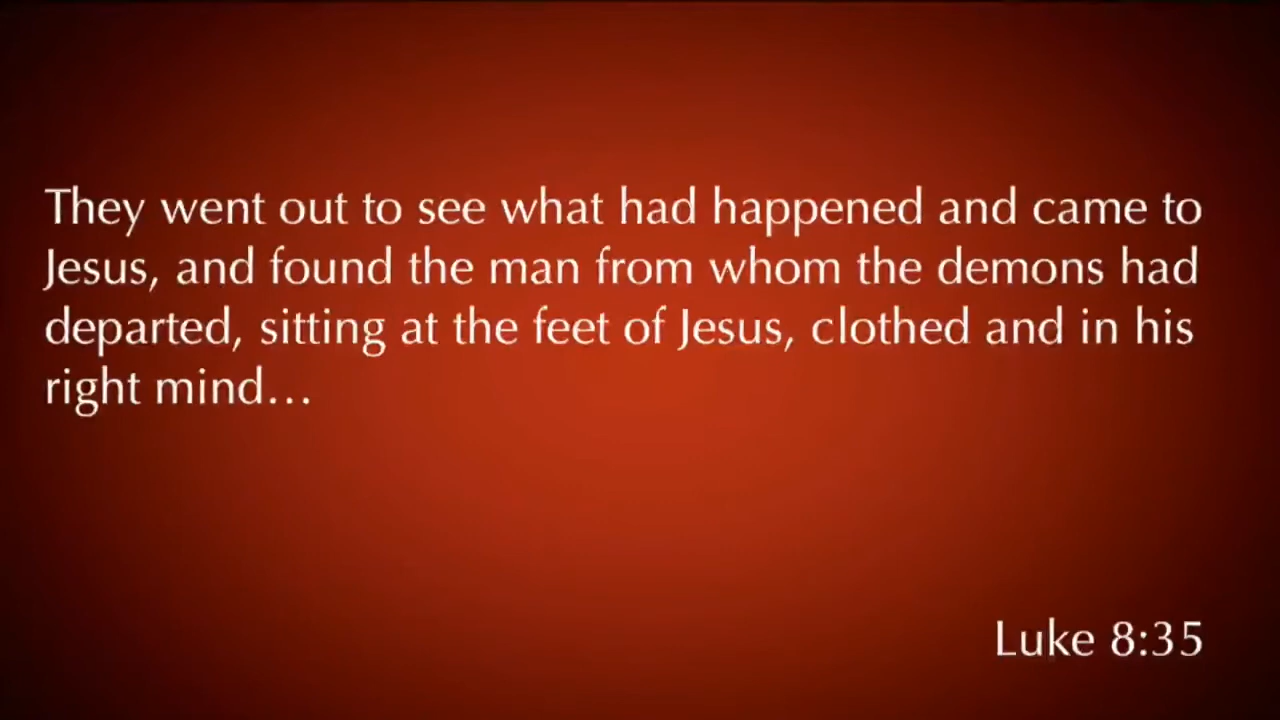 They went out to see what had happened and came to
Jesus, and found the man from whom the demons had
departed, sitting at the feet of Jesus, clothed and in his
right mind…
Luke 8:35